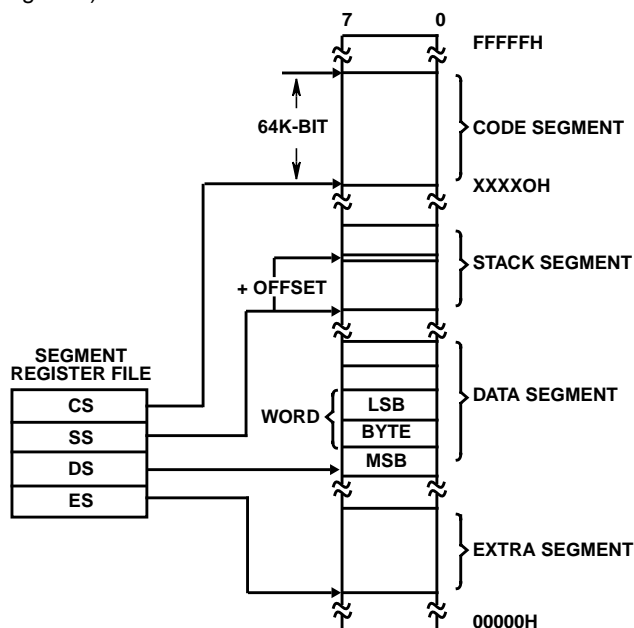 7 0
FFFFFH
64K-BIT
CODE SEGMENT
XXXXOH
STACK SEGMENT
+ OFFSET
SEGMENT
REGISTER FILE
CS
SS
DS
ES
WORD
LSB
BYTE
MSB
DATA SEGMENT
EXTRA SEGMENT
00000H